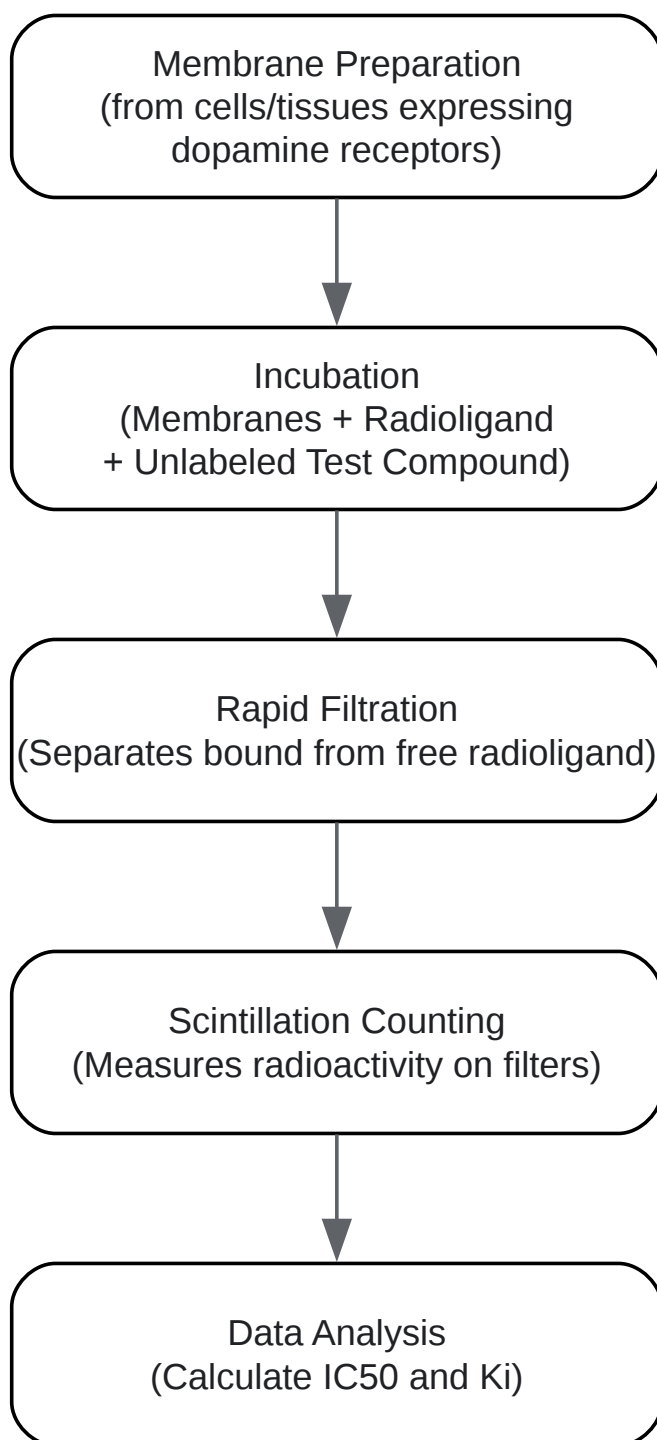 Membrane Preparation
(from cells/tissues expressing
dopamine receptors)
Incubation
(Membranes + Radioligand
+ Unlabeled Test Compound)
Rapid Filtration
(Separates bound from free radioligand)
Scintillation Counting
(Measures radioactivity on filters)
Data Analysis
(Calculate IC50 and Ki)